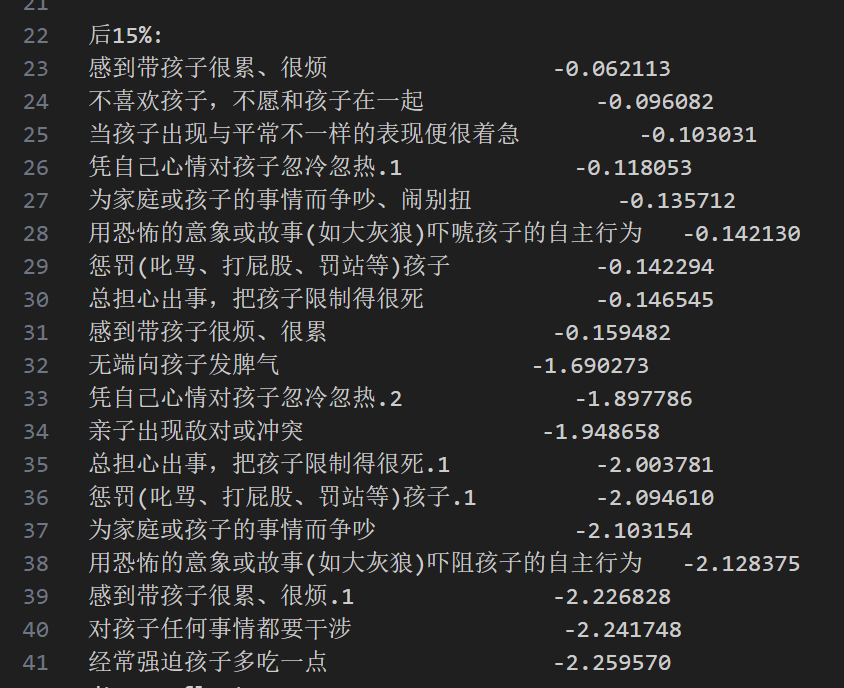 21
22 后15%:
23 感到带孩子很累、很烦 -0.062113
24 不喜欢孩子，不愿和孩子在一起 -0.096082
25 当孩子出现与平常不一样的表现便很着急 -0.103031
26 凭自己心情对孩子忽冷忽热.1 -0.118053
27 为家庭或孩子的事情而争吵、闹别扭 -0.135712
28 用恐怖的意象或故事(如大灰狼)吓唬孩子的自主行为 -0.142130
29 惩罚(叱骂、打屁股、罚站等)孩子 -0.142294
30 总担心出事，把孩子限制得很死 -0.146545
31 感到带孩子很烦、很累 -0.159482
32 无端向孩子发脾气 -1.690273
33 凭自己心情对孩子忽冷忽热.2 -1.897786
34 亲子出现敌对或冲突 -1.948658
35 总担心出事，把孩子限制得很死.1 -2.003781
36 惩罚(叱骂、打屁股、罚站等)孩子.1 -2.094610
37 为家庭或孩子的事情而争吵 -2.103154
38 用恐怖的意象或故事(如大灰狼)吓阻孩子的自主行为 -2.128375
39 感到带孩子很累、很烦.1 -2.226828
40 对孩子任何事情都要干涉 -2.241748
41 经常强迫孩子多吃一点 -2.259570